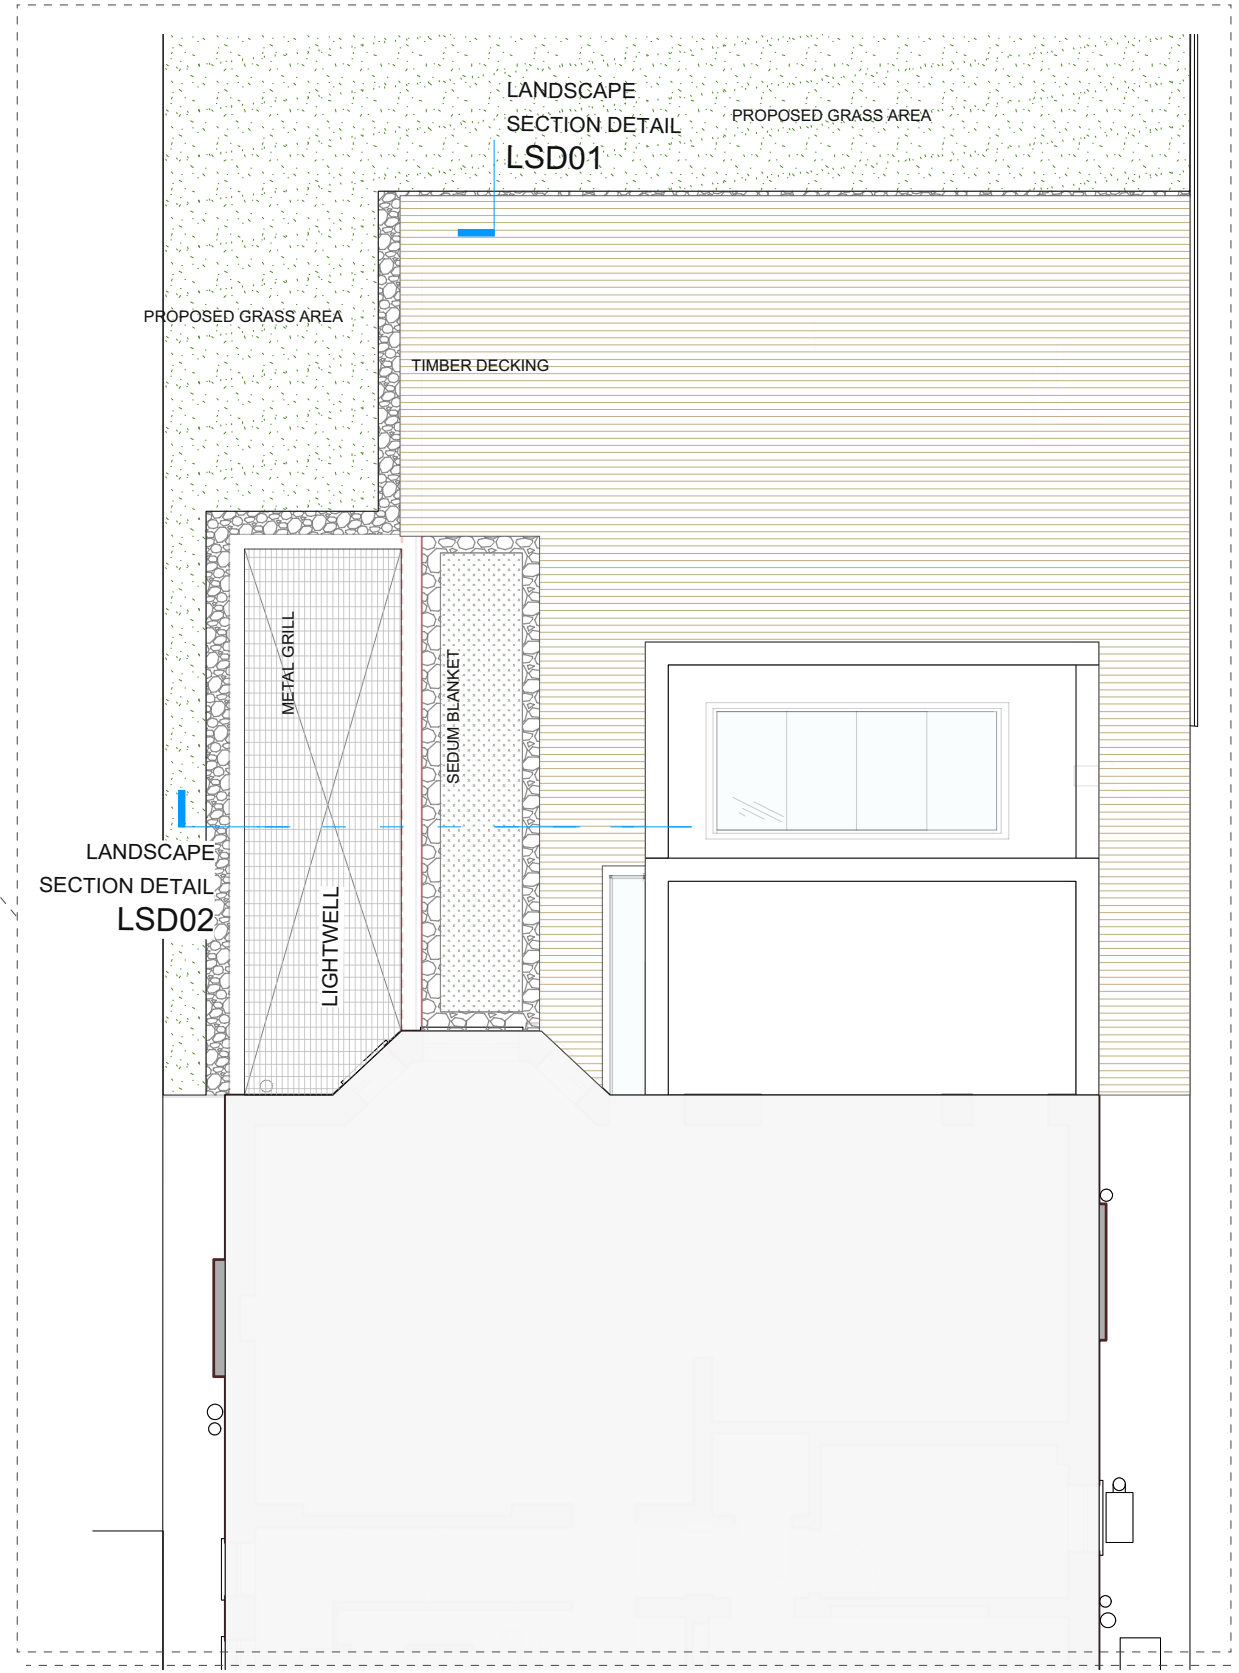 LANDSCAPE
SECTION DETAIL
LSD01
PROPOSED GRASS AREA
PROPOSED GRASS AREA
TIMBER DECKING
METAL GRILL
SEDUM BLANKET
LANDSCAPE
SECTION DETAIL
LSD02
LIGHTWELL